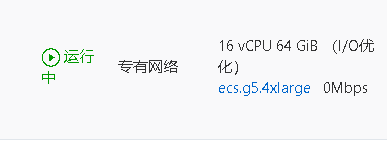 运行中
专有网络
16 vCPU 64 GiB （I/O优化）
ecs.g5.4xlarge 0Mbps